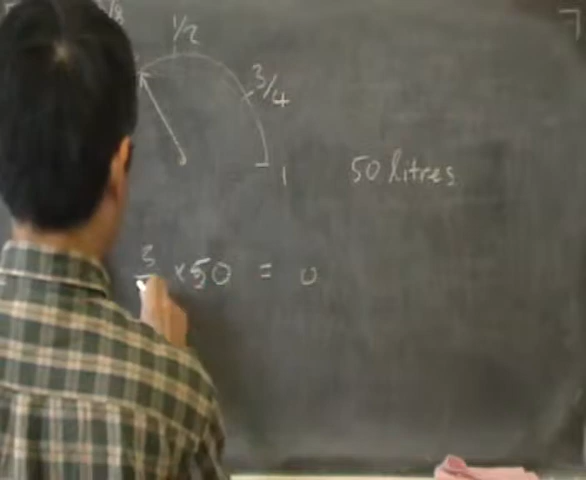 1/2
3/4
1
50 litres
3
× 50 = 0